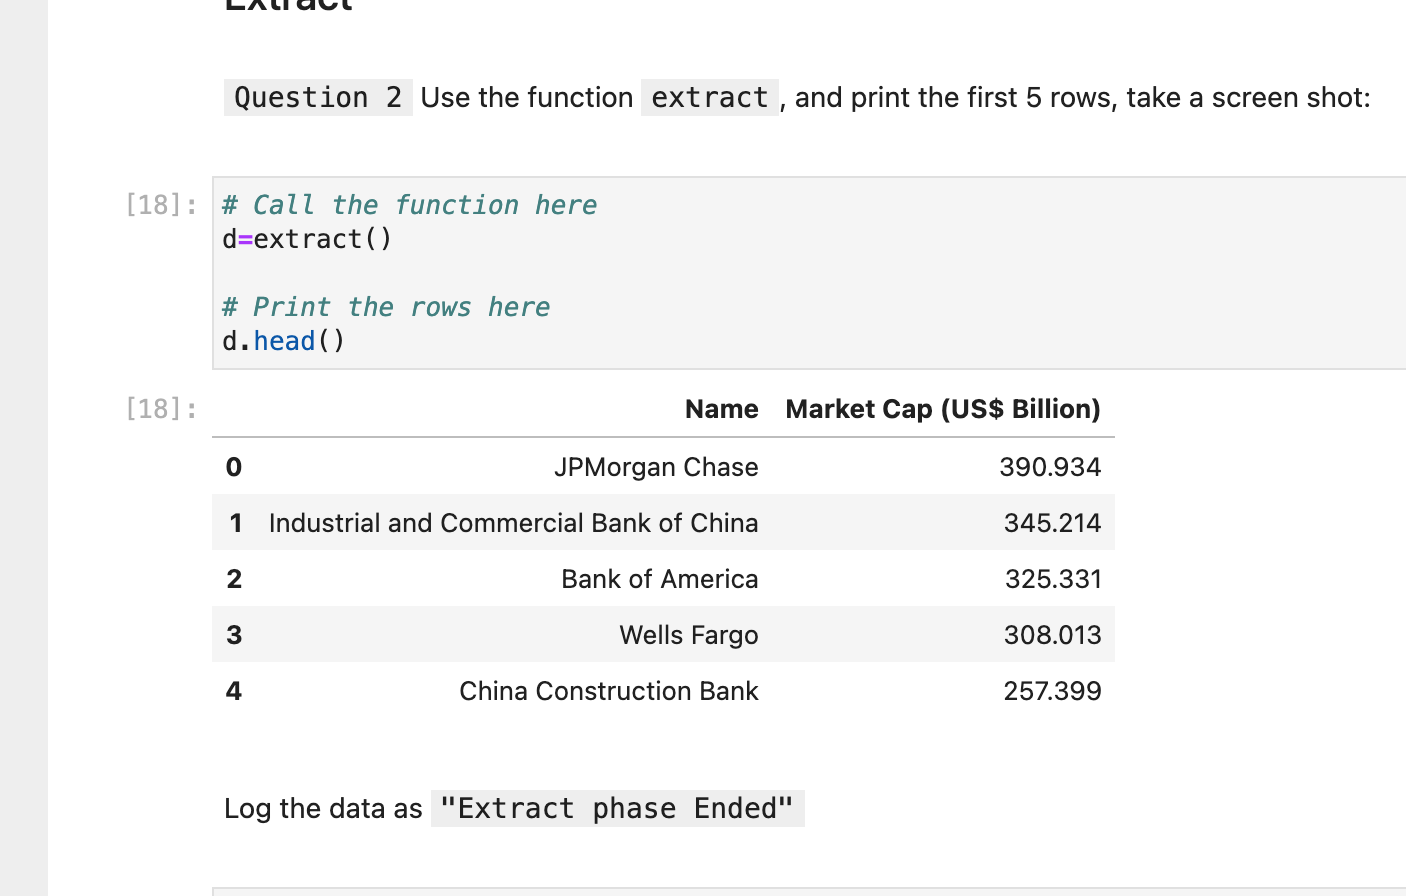 Extract
Question 2 Use the function extract, and print the first 5 rows, take a screen shot:
[18]: # Call the function here
d=extract()
# Print the rows here
d.head()
[18]: Name Market Cap (US$ Billion)
0 JPMorgan Chase 390.934
1 Industrial and Commercial Bank of China 345.214
2 Bank of America 325.331
3 Wells Fargo 308.013
4 China Construction Bank 257.399
Log the data as "Extract phase Ended"